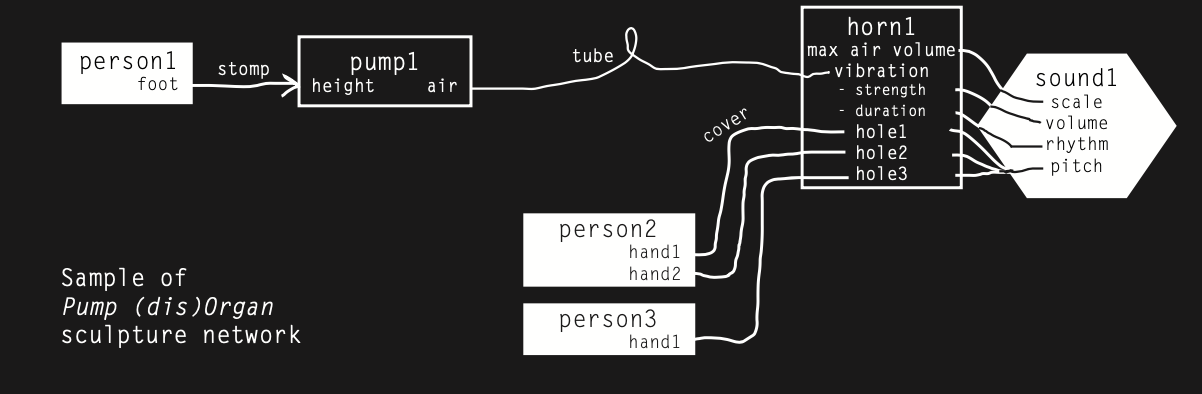 person1
foot
stomp
pump1
height air
tube
horn1
max air volume
vibration
- strength
- duration
hole1
hole2
hole3
sound1
scale
volume
rhythm
pitch
cover
person2
hand1
hand2
person3
hand1
Sample of
Pump (dis)Organ
sculpture network